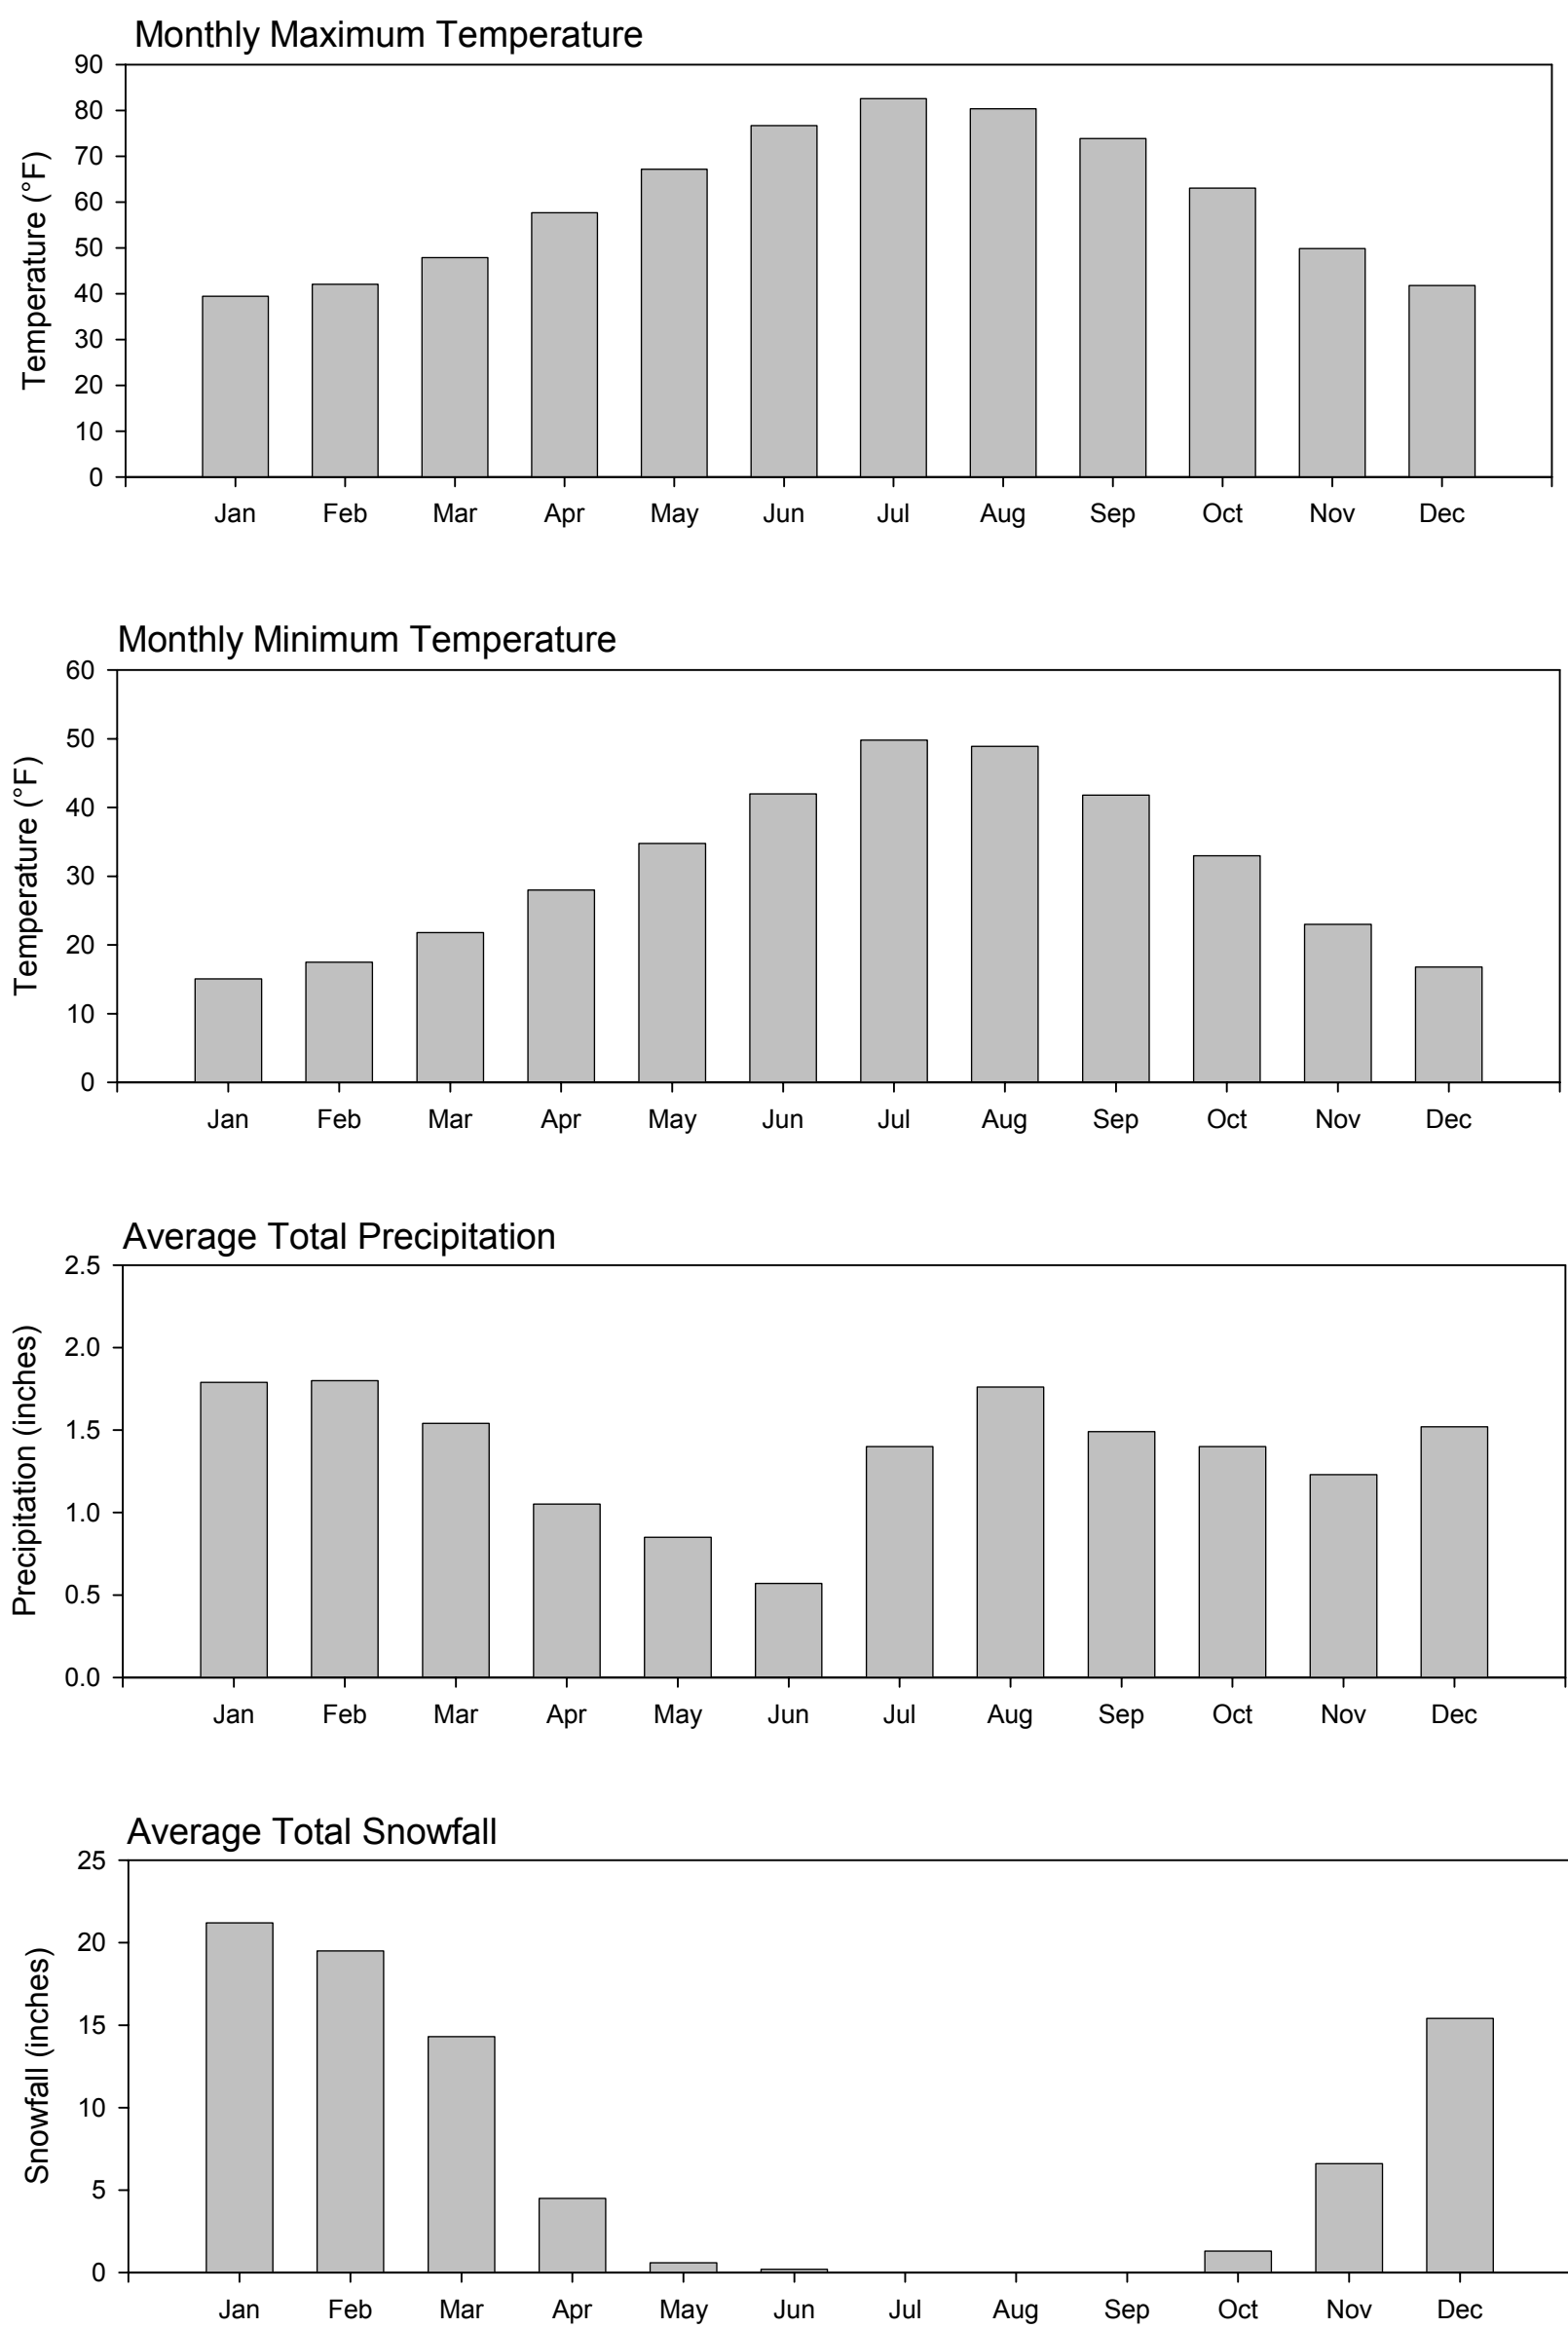 Monthly Maximum Temperature
90
80
70
60
50
40
30
20
10
0
Temperature (°F)
Jan Feb Mar Apr May Jun Jul Aug Sep Oct Nov Dec
Monthly Minimum Temperature
60
50
40
30
20
10
0
Temperature (°F)
Jan Feb Mar Apr May Jun Jul Aug Sep Oct Nov Dec
Average Total Precipitation
2.5
2.0
1.5
1.0
0.5
0.0
Precipitation (inches)
Jan Feb Mar Apr May Jun Jul Aug Sep Oct Nov Dec
Average Total Snowfall
25
20
15
10
5
0
Snowfall (inches)
Jan Feb Mar Apr May Jun Jul Aug Sep Oct Nov Dec